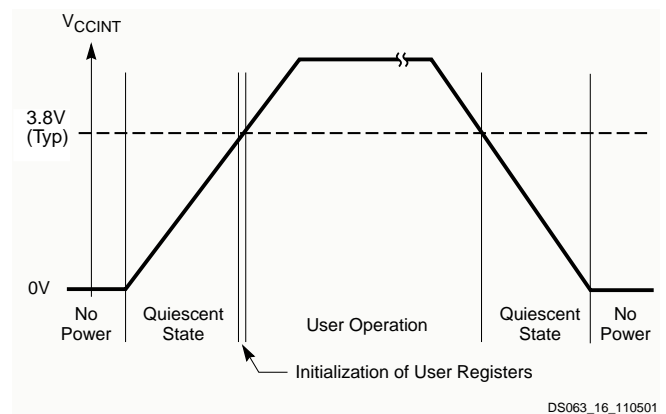 VCCINT
3.8V
(Typ)
0V
No
Power
Quiescent
State
User Operation
Quiescent
State
No
Power
Initialization of User Registers
DS063_16_110501